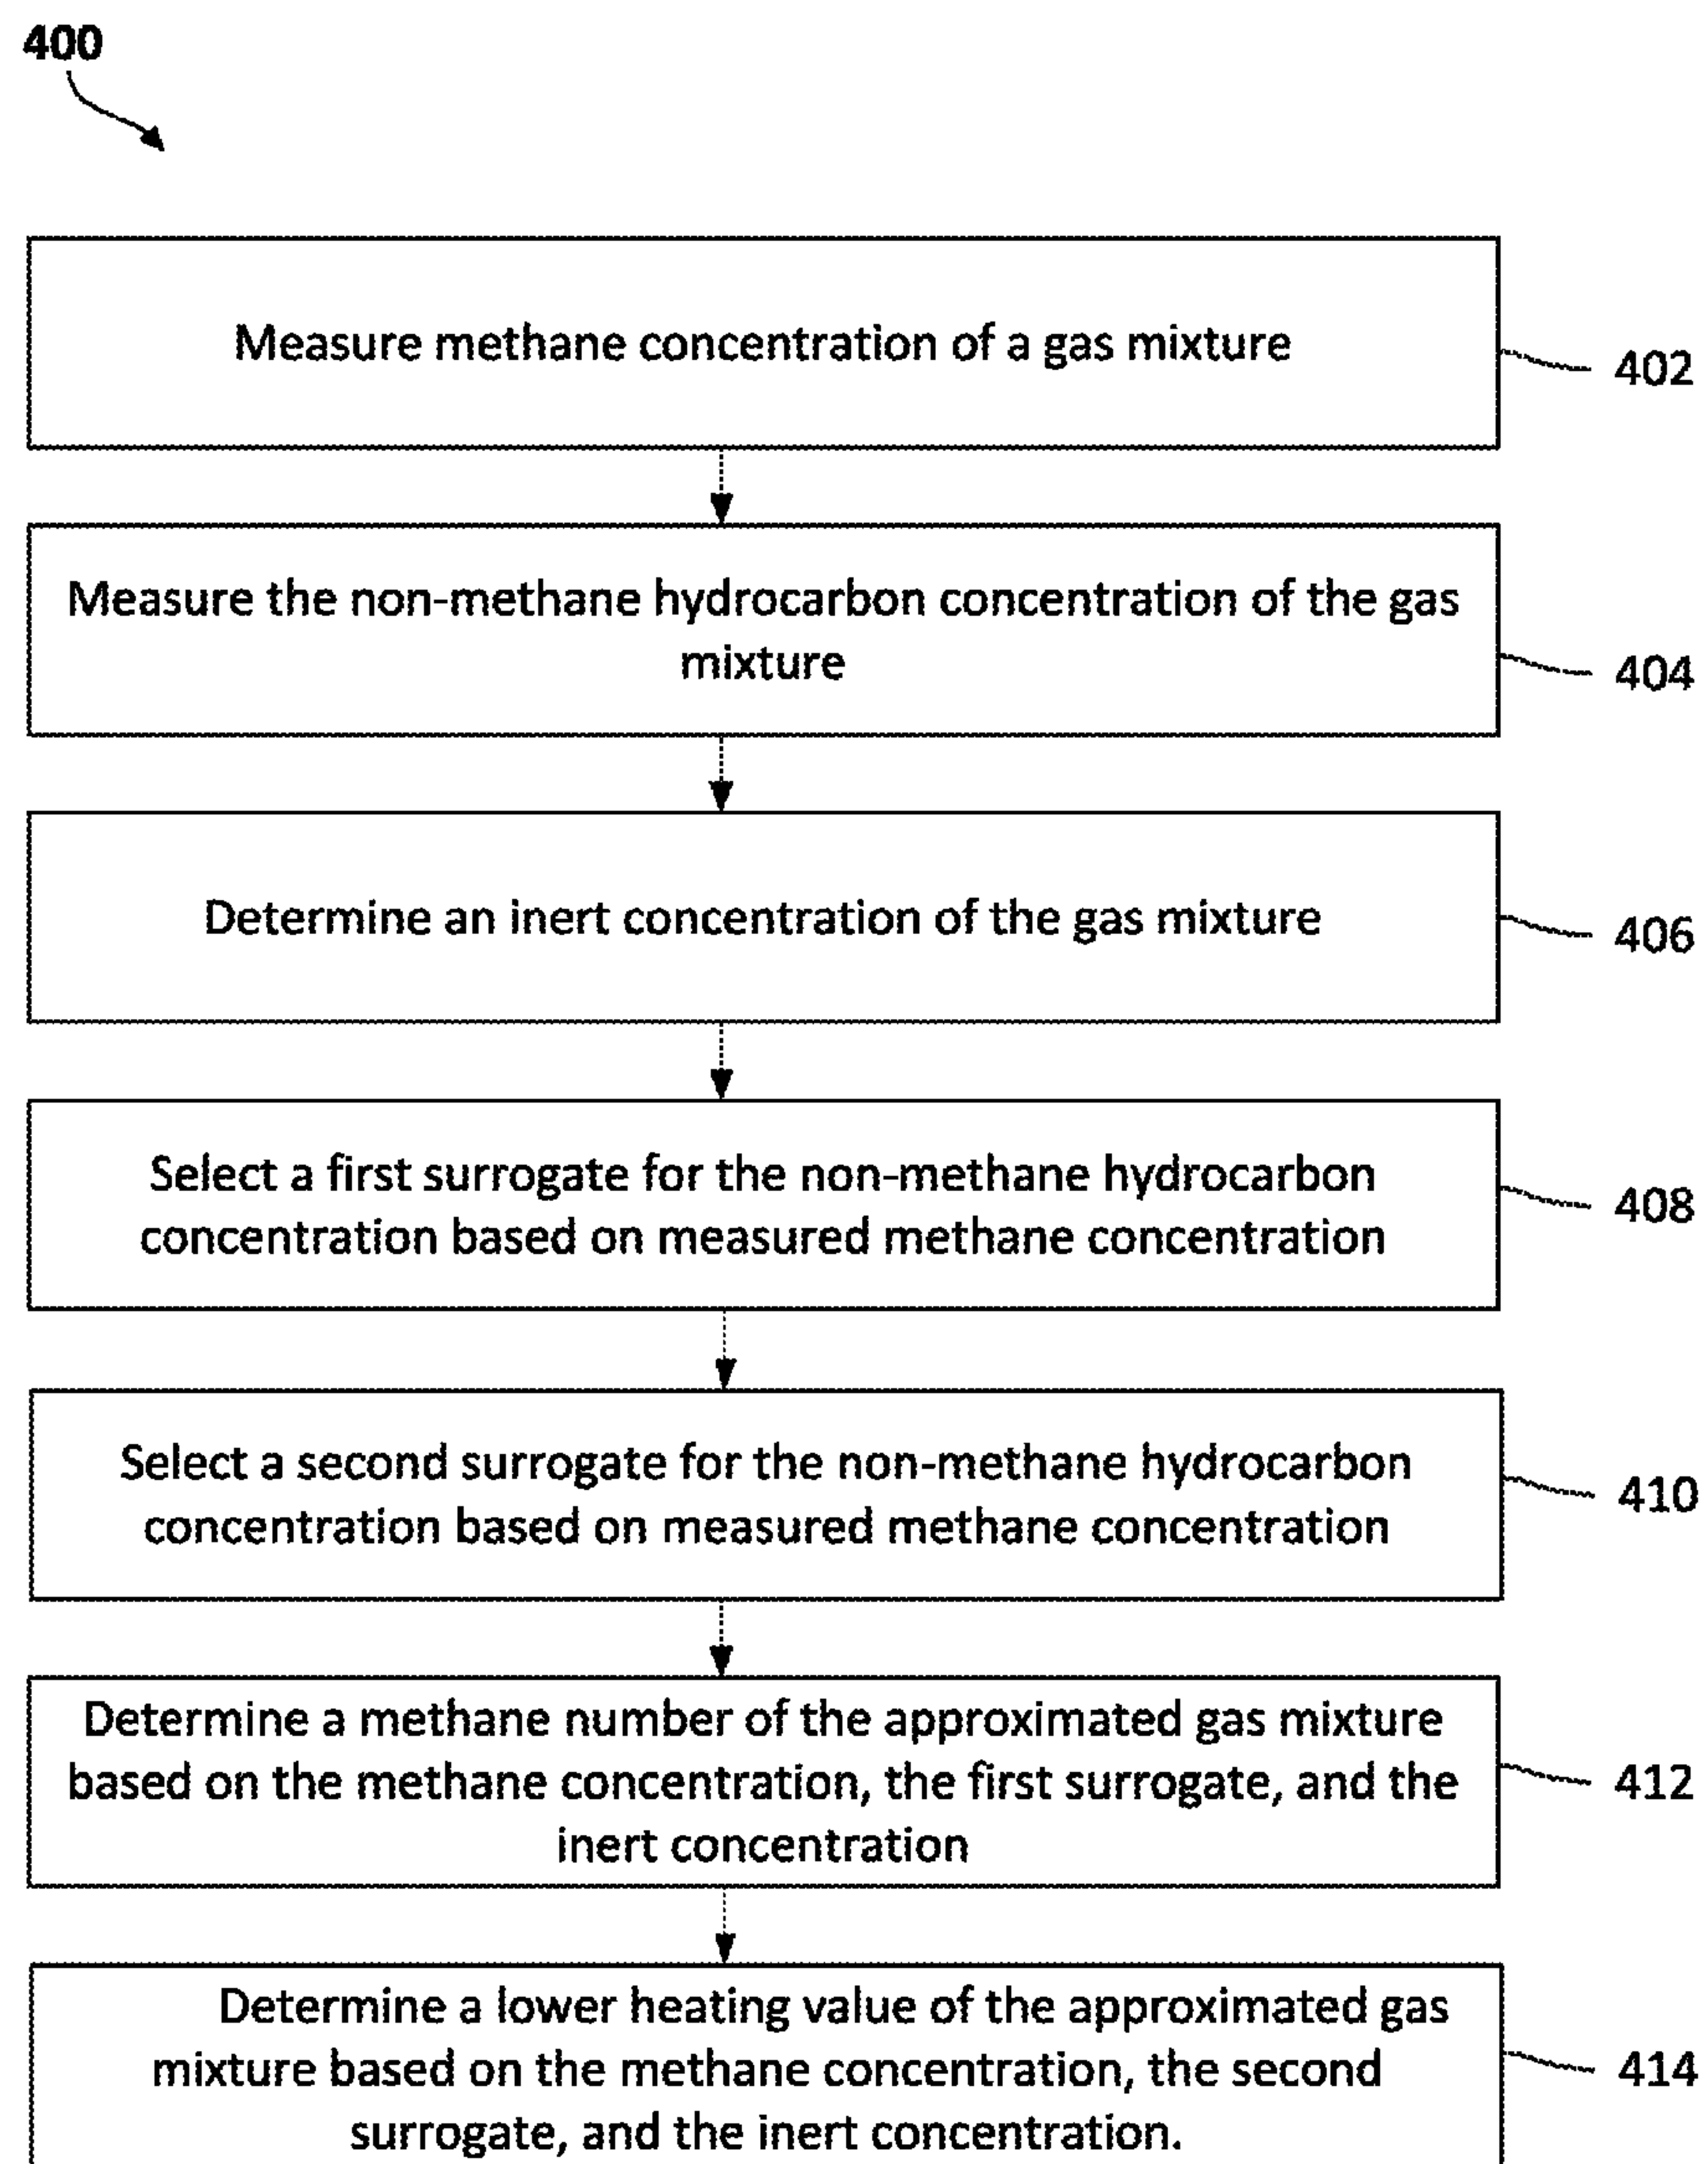 400
Measure methane concentration of a gas mixture
402
Measure the non-methane hydrocarbon concentration of the gas
mixture
404
Determine an inert concentration of the gas mixture
406
Select a first surrogate for the non-methane hydrocarbon
concentration based on measured methane concentration
408
Select a second surrogate for the non-methane hydrocarbon
concentration based on measured methane concentration
410
Determine a methane number of the approximated gas mixture
based on the methane concentration, the first surrogate, and the
inert concentration
412
Determine a lower heating value of the approximated gas
mixture based on the methane concentration, the second
surrogate, and the inert concentration.
414